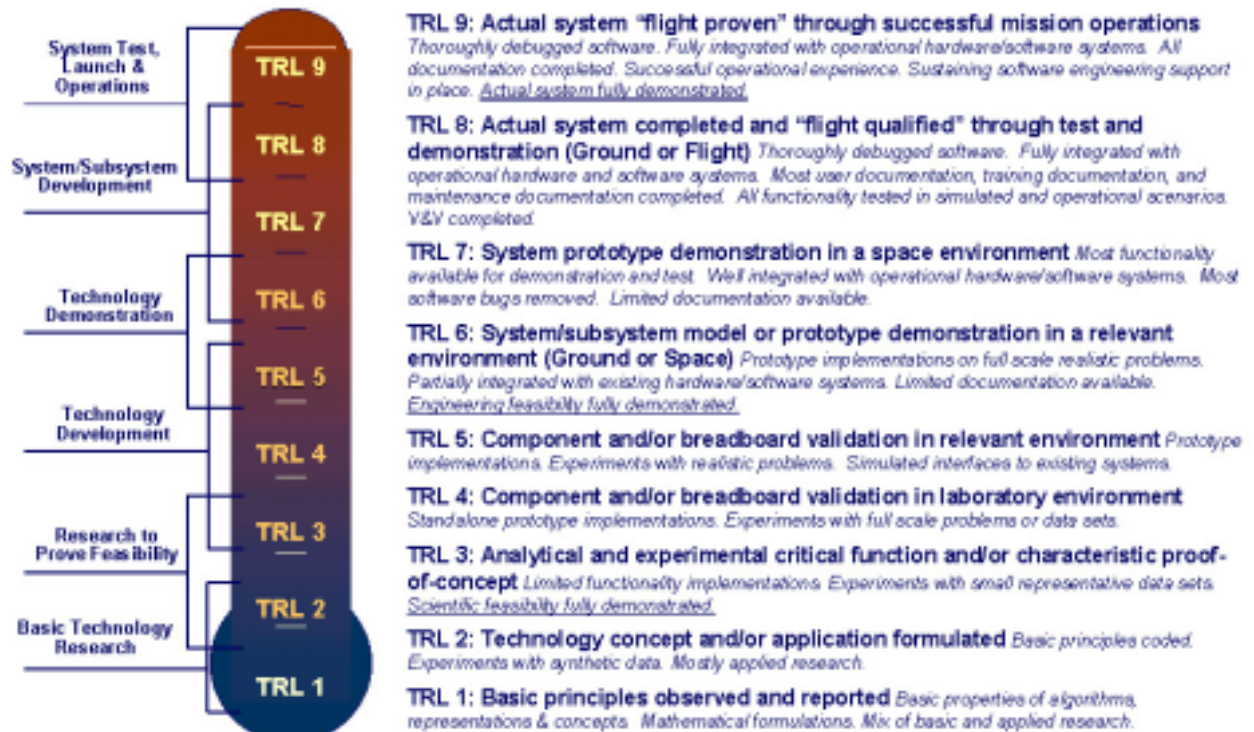 System Test,
Launch &
Operations
System/Subsystem
Development
Technology
Demonstration
Technology
Development
Research to
Prove Feasibility
Basic Technology
Research
TRL 9
TRL 8
TRL 7
TRL 6
TRL 5
TRL 4
TRL 3
TRL 2
TRL 1
TRL 9: Actual system “flight proven” through successful mission operations
Thoroughly debugged software. Fully integrated with operational hardware/software systems. All
documentation completed. Successful operational experience. Sustaining software engineering support
in place. Actual system fully demonstrated.
TRL 8: Actual system completed and “flight qualified” through test and
demonstration (Ground or Flight) Thoroughly debugged software. Fully integrated with
operational hardware and software systems. Most user documentation, training documentation, and
maintenance documentation completed. All functionality tested in simulated and operational scenarios.
V&V completed.
TRL 7: System prototype demonstration in a space environment Most functionality
available for demonstration and test. Well integrated with operational hardware/software systems. Most
software bugs removed. Limited documentation available.
TRL 6: System/subsystem model or prototype demonstration in a relevant
environment (Ground or Space) Prototype implementations on full scale realistic problems.
Partially integrated with existing hardware/software systems. Limited documentation available.
Engineering feasibility fully demonstrated.
TRL 5: Component and/or breadboard validation in relevant environment Prototype
implementations. Experiments with realistic problems. Simulated interfaces to existing systems.
TRL 4: Component and/or breadboard validation in laboratory environment
Standalone prototype implementations. Experiments with full scale problems or data sets.
TRL 3: Analytical and experimental critical function and/or characteristic proof-
of-concept Limited functionality implementations. Experiments with small representative data sets.
Scientific feasibility fully demonstrated.
TRL 2: Technology concept and/or application formulated Basic principles coded.
Experiments with synthetic data. Mostly applied research.
TRL 1: Basic principles observed and reported Basic properties of algorithms,
representations & concepts. Mathematical formulations. Mix of basic and applied research.